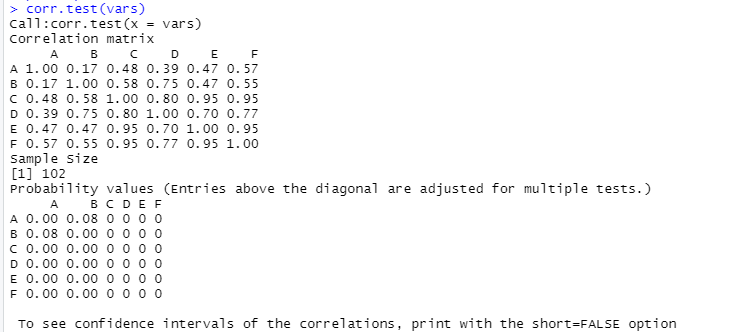 > corr.test(vars)
Call:corr.test(x = vars)
Correlation matrix
     A    B    C    D    E    F
A 1.00 0.17 0.48 0.39 0.47 0.57
B 0.17 1.00 0.58 0.75 0.47 0.55
C 0.48 0.58 1.00 0.80 0.95 0.95
D 0.39 0.75 0.80 1.00 0.70 0.77
E 0.47 0.47 0.95 0.70 1.00 0.95
F 0.57 0.55 0.95 0.77 0.95 1.00
Sample Size
[1] 102
Probability values (Entries above the diagonal are adjusted for multiple tests.)
     A    B C D E F
A 0.00 0.08 0 0 0 0
B 0.08 0.00 0 0 0 0
C 0.00 0.00 0 0 0 0
D 0.00 0.00 0 0 0 0
E 0.00 0.00 0 0 0 0
F 0.00 0.00 0 0 0 0
To see confidence intervals of the correlations, print with the short=FALSE option